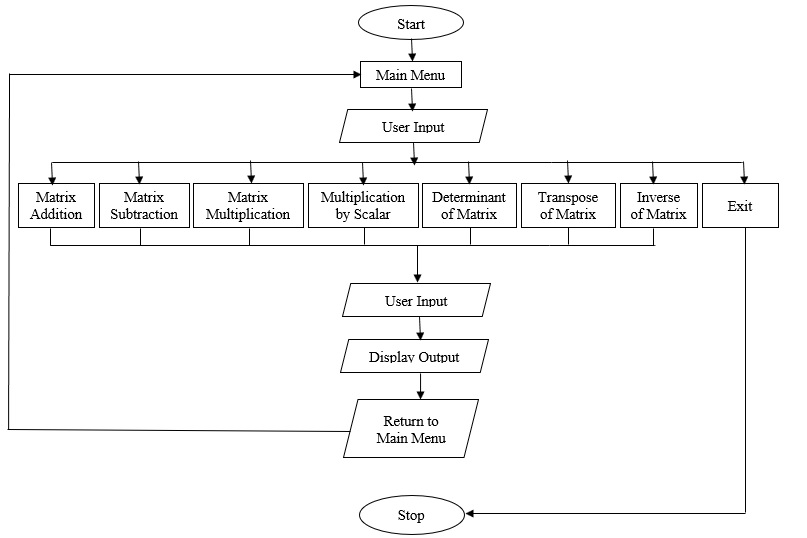 Start
Main Menu
User Input
Matrix
Addition
Matrix
Subtraction
Matrix
Multiplication
Multiplication
by Scalar
Determinant
of Matrix
Transpose
of Matrix
Inverse
of Matrix
Exit
User Input
Display Output
Return to
Main Menu
Stop